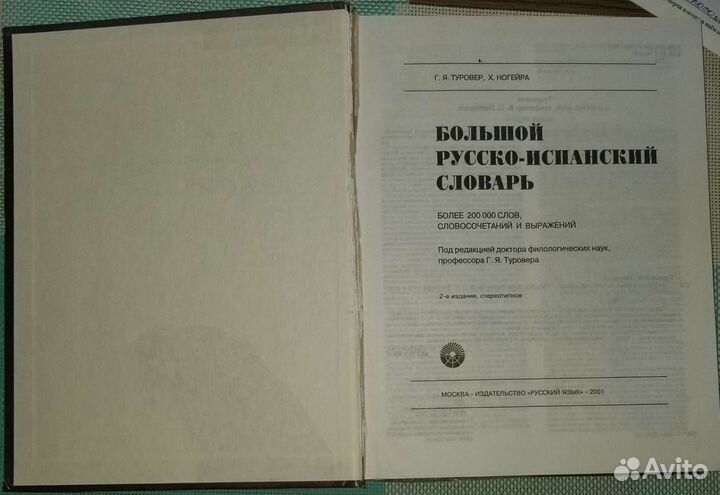 Г. Я. ТУРОВЕР, Х. НОГЕЙРА
БОЛЬШОЙ
РУССКО-ИСПАНСКИЙ
СЛОВАРЬ
БОЛЕЕ 200 000 СЛОВ,
СЛОВОСОЧЕТАНИЙ И ВЫРАЖЕНИЙ
Под редакцией доктора филологических наук,
профессора Г. Я. Туровера
2-е издание, стереотипное
МОСКВА - ИЗДАТЕЛЬСТВО «РУССКИЙ ЯЗЫК» - 2001
Avito